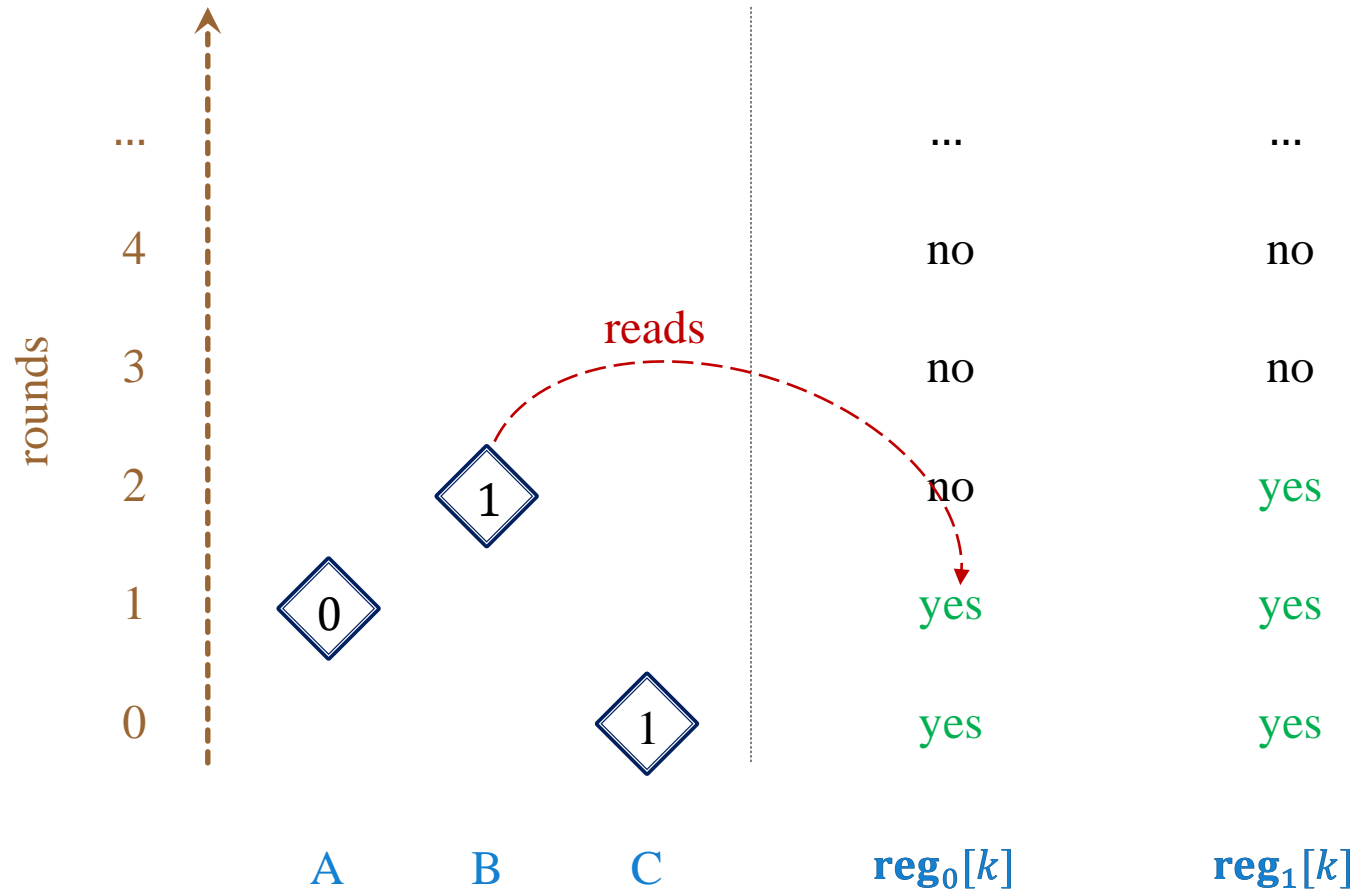 ... ... ...
4 no no
reads
rounds 3 no no
2 1 no yes
1 0 yes yes
0 1 yes yes
A B C reg₀[k] reg₁[k]